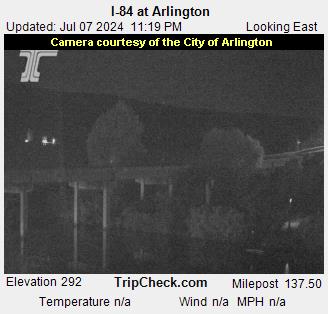 I-84 at Arlington
Updated: Jul 07 2024 11:19 PM Looking East
Camera courtesy of the City of Arlington
Elevation 292 TripCheck.com Milepost 137.50
Temperature n/a Wind n/a MPH n/a